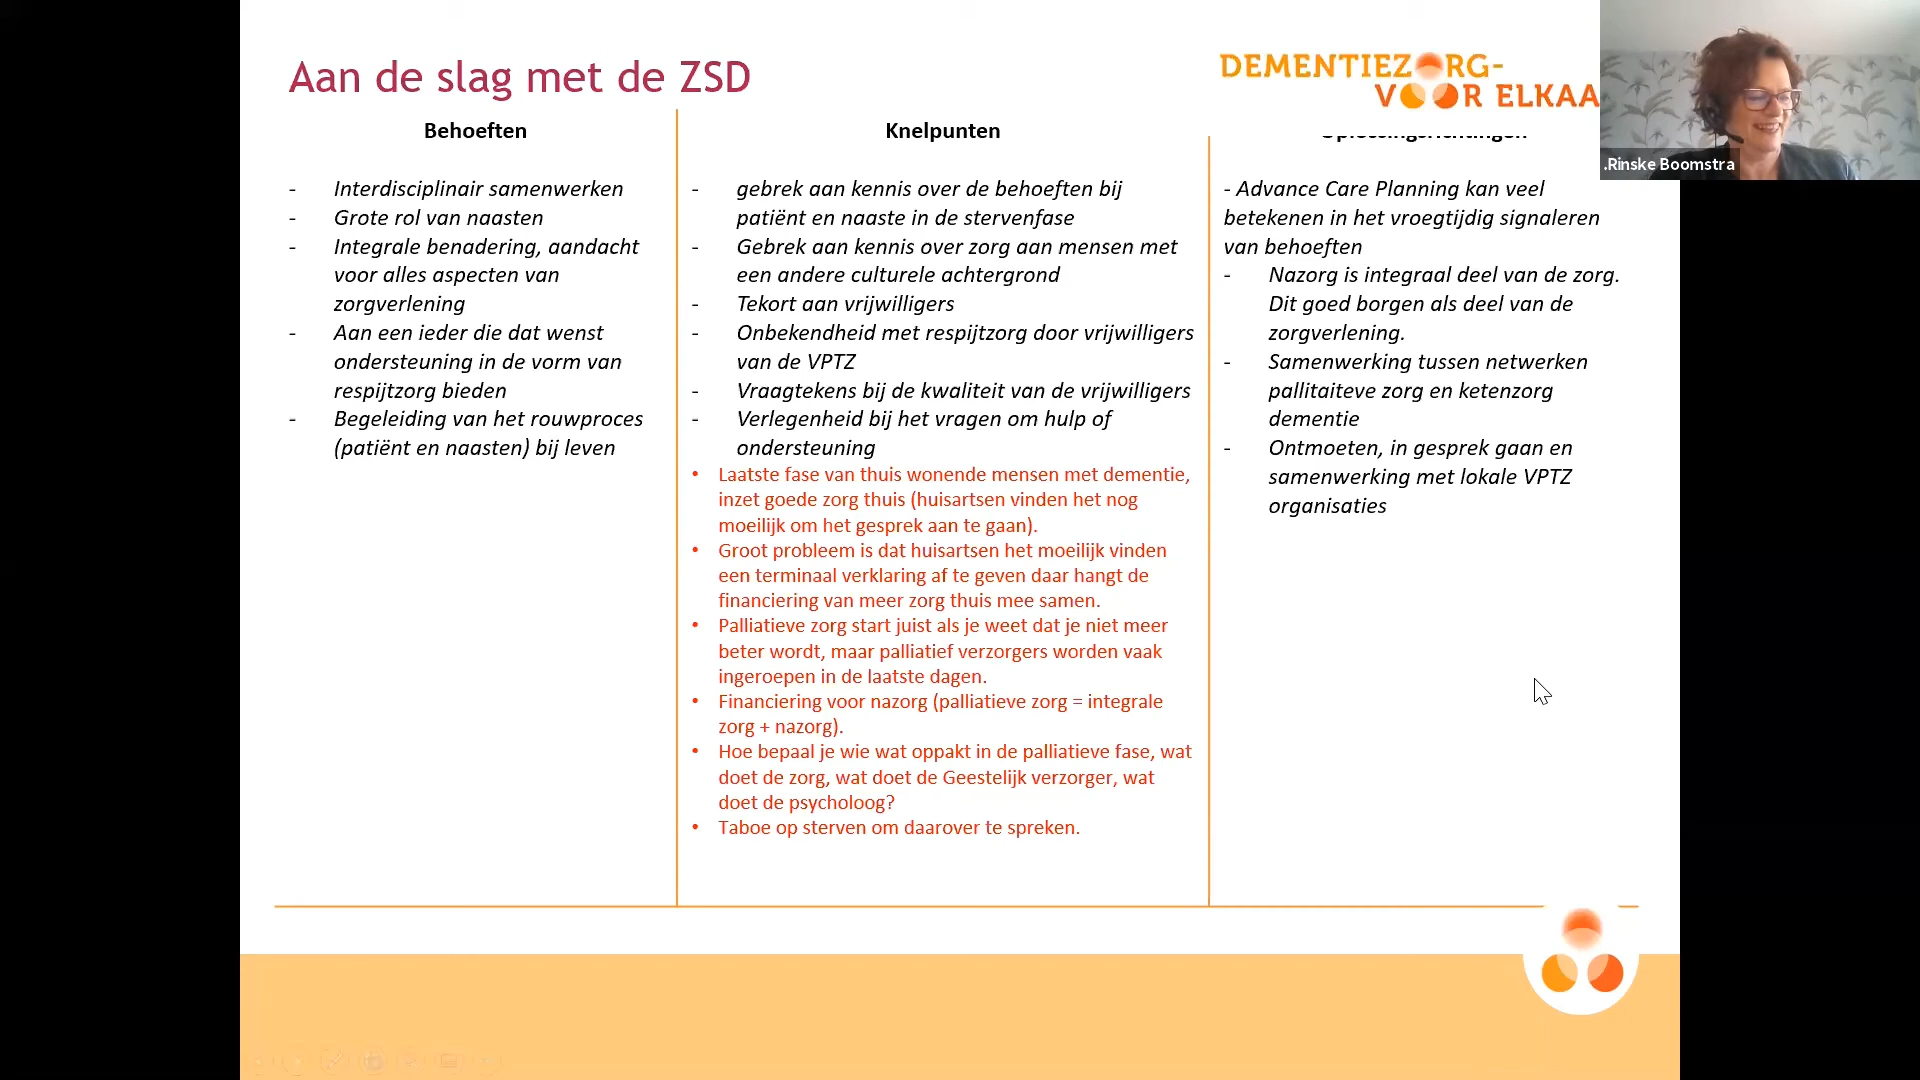 Aan de slag met de ZSD
DEMENTIEZORG-
VOOR ELKAA
.Rinske Boomstra
Behoeften
- Interdisciplinair samenwerken
- Grote rol van naasten
- Integrale benadering, aandacht
voor alles aspecten van
zorgverlening
- Aan een ieder die dat wenst
ondersteuning in de vorm van
respijtzorg bieden
- Begeleiding van het rouwproces
(patiënt en naasten) bij leven
Knelpunten
- gebrek aan kennis over de behoeften bij
patiënt en naaste in de stervenfase
- Gebrek aan kennis over zorg aan mensen met
een andere culturele achtergrond
- Tekort aan vrijwilligers
- Onbekendheid met respijtzorg door vrijwilligers
van de VPTZ
- Vraagtekens bij de kwaliteit van de vrijwilligers
- Verlegenheid bij het vragen om hulp of
ondersteuning
• Laatste fase van thuis wonende mensen met dementie,
inzet goede zorg thuis (huisartsen vinden het nog
moeilijk om het gesprek aan te gaan).
• Groot probleem is dat huisartsen het moeilijk vinden
een terminaal verklaring af te geven daar hangt de
financiering van meer zorg thuis mee samen.
• Palliatieve zorg start juist als je weet dat je niet meer
beter wordt, maar palliatief verzorgers worden vaak
ingeroepen in de laatste dagen.
• Financiering voor nazorg (palliatieve zorg = integrale
zorg + nazorg).
• Hoe bepaal je wie wat oppakt in de palliatieve fase, wat
doet de zorg, wat doet de Geestelijk verzorger, wat
doet de psycholoog?
• Taboe op sterven om daarover te spreken.
- Advance Care Planning kan veel
betekenen in het vroegtijdig signaleren
van behoeften
- Nazorg is integraal deel van de zorg.
Dit goed borgen als deel van de
zorgverlening.
- Samenwerking tussen netwerken
pallitaiteve zorg en ketenzorg
dementie
- Ontmoeten, in gesprek gaan en
samenwerking met lokale VPTZ
organisaties